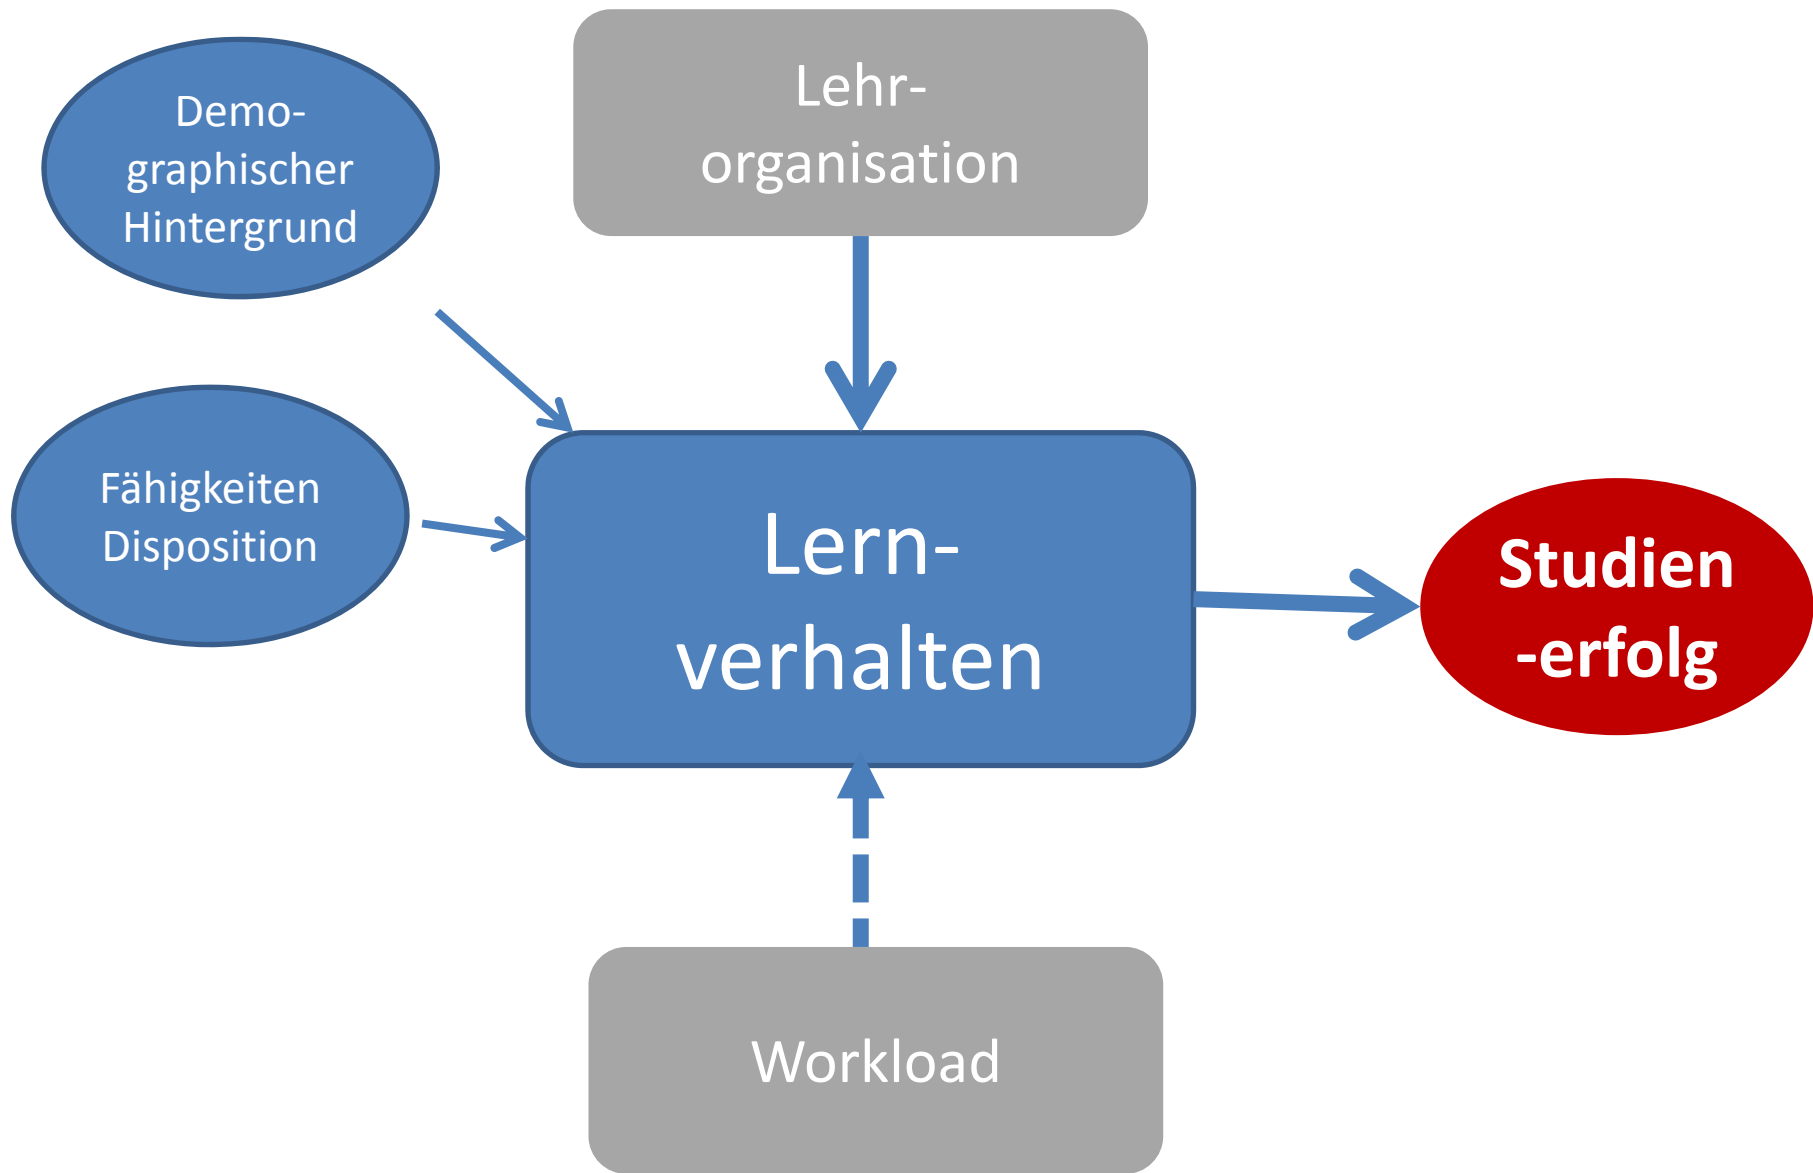 Demo-
graphischer
Hintergrund
Lehr-
organisation
Fähigkeiten
Disposition
Lern-
verhalten
Studien
-erfolg
Workload